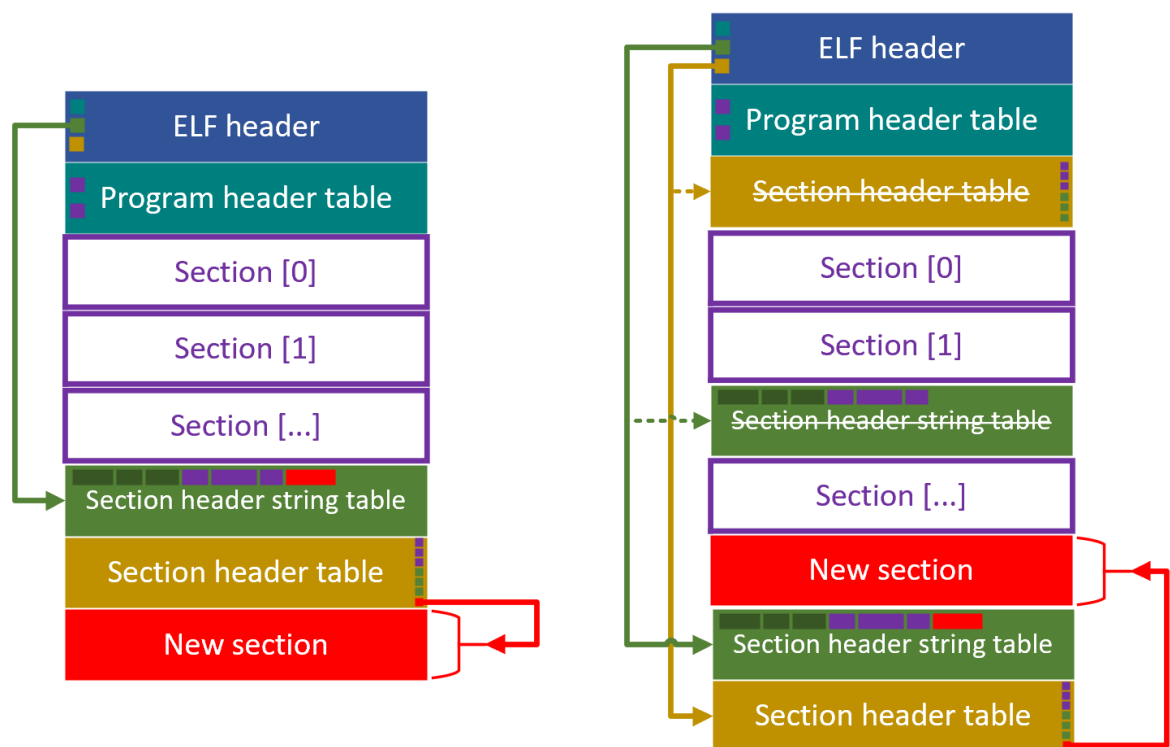 ELF header
Program header table
Section [0]
Section [1]
Section [...]
Section header string table
Section header table
New section
ELF header
Program header table
Section header table
Section [0]
Section [1]
Section header string table
Section [...]
New section
Section header string table
Section header table